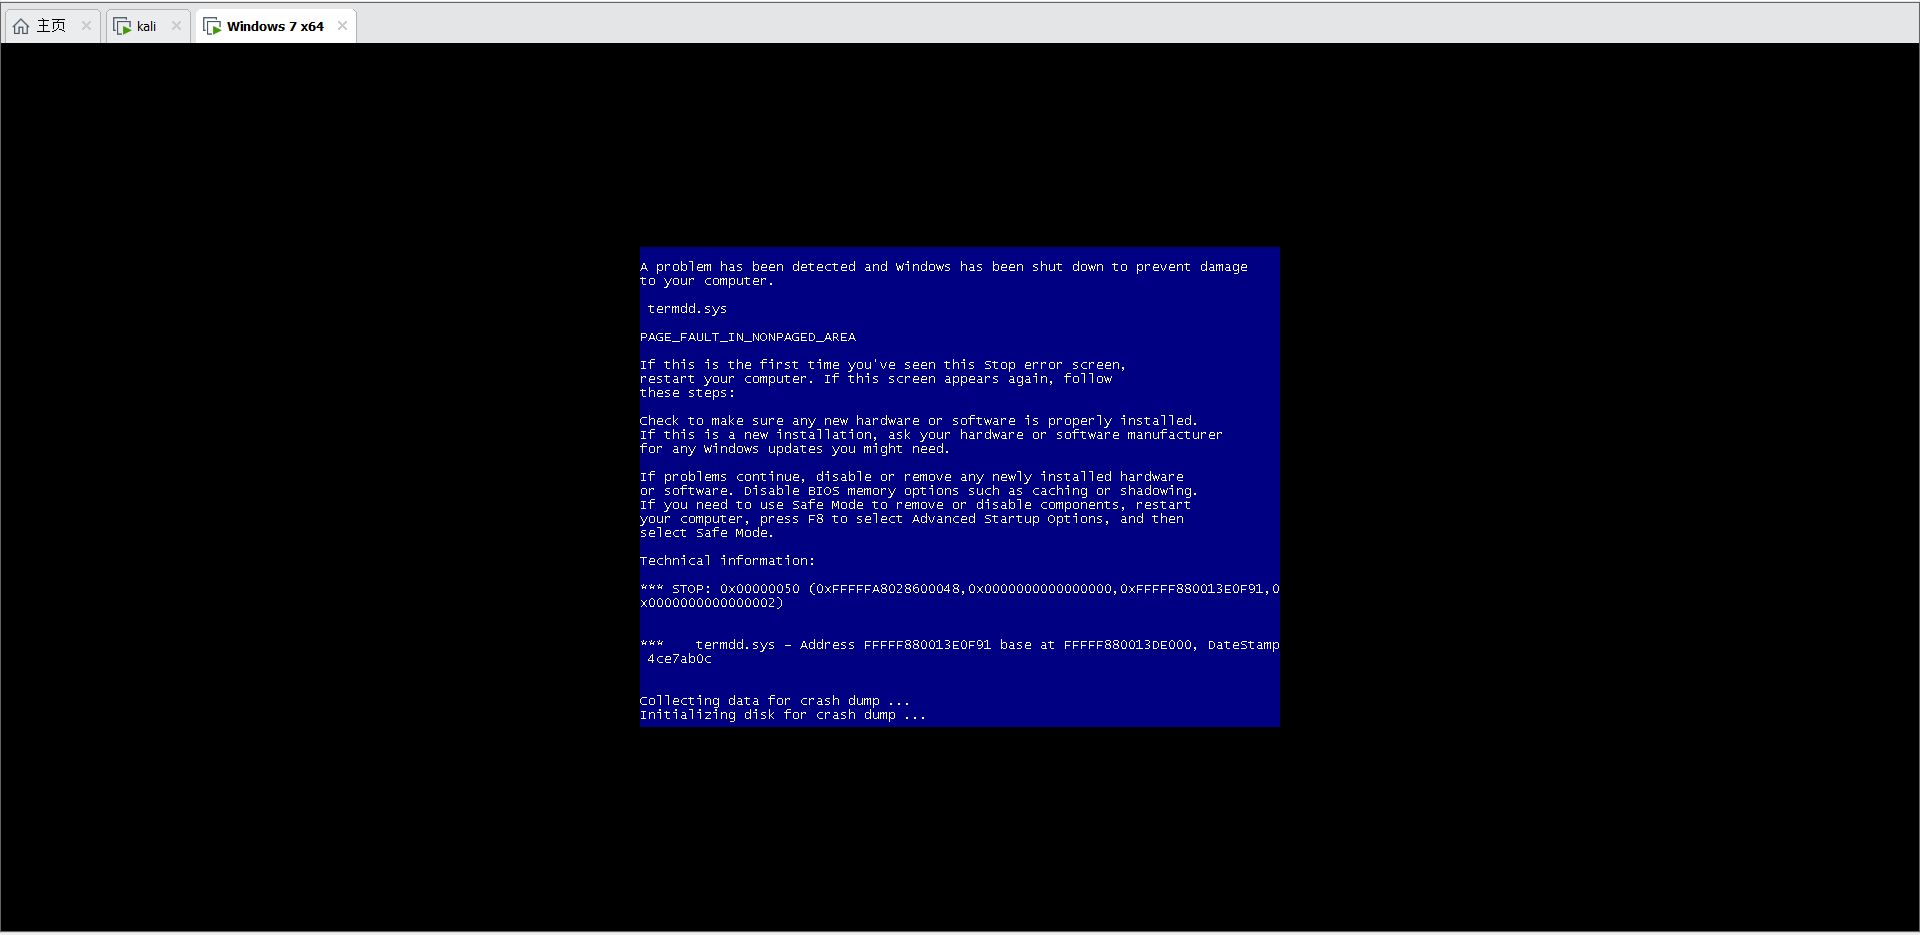 主页
kali
Windows 7 x64
A problem has been detected and Windows has been shut down to prevent damage
to your computer.
termdd.sys
PAGE_FAULT_IN_NONPAGED_AREA
If this is the first time you've seen this Stop error screen,
restart your computer. If this screen appears again, follow
these steps:
Check to make sure any new hardware or software is properly installed.
If this is a new installation, ask your hardware or software manufacturer
for any Windows updates you might need.
If problems continue, disable or remove any newly installed hardware
or software. Disable BIOS memory options such as caching or shadowing.
If you need to use Safe Mode to remove or disable components, restart
your computer, press F8 to select Advanced Startup Options, and then
select Safe Mode.
Technical information:
*** STOP: 0x00000050 (0xFFFFFA8028600048,0x0000000000000000,0xFFFFF880013E0F91,0
x0000000000000002)
***    termdd.sys - Address FFFFF880013E0F91 base at FFFFF880013DE000, DateStamp
4ce7ab0c
Collecting data for crash dump ...
Initializing disk for crash dump ...